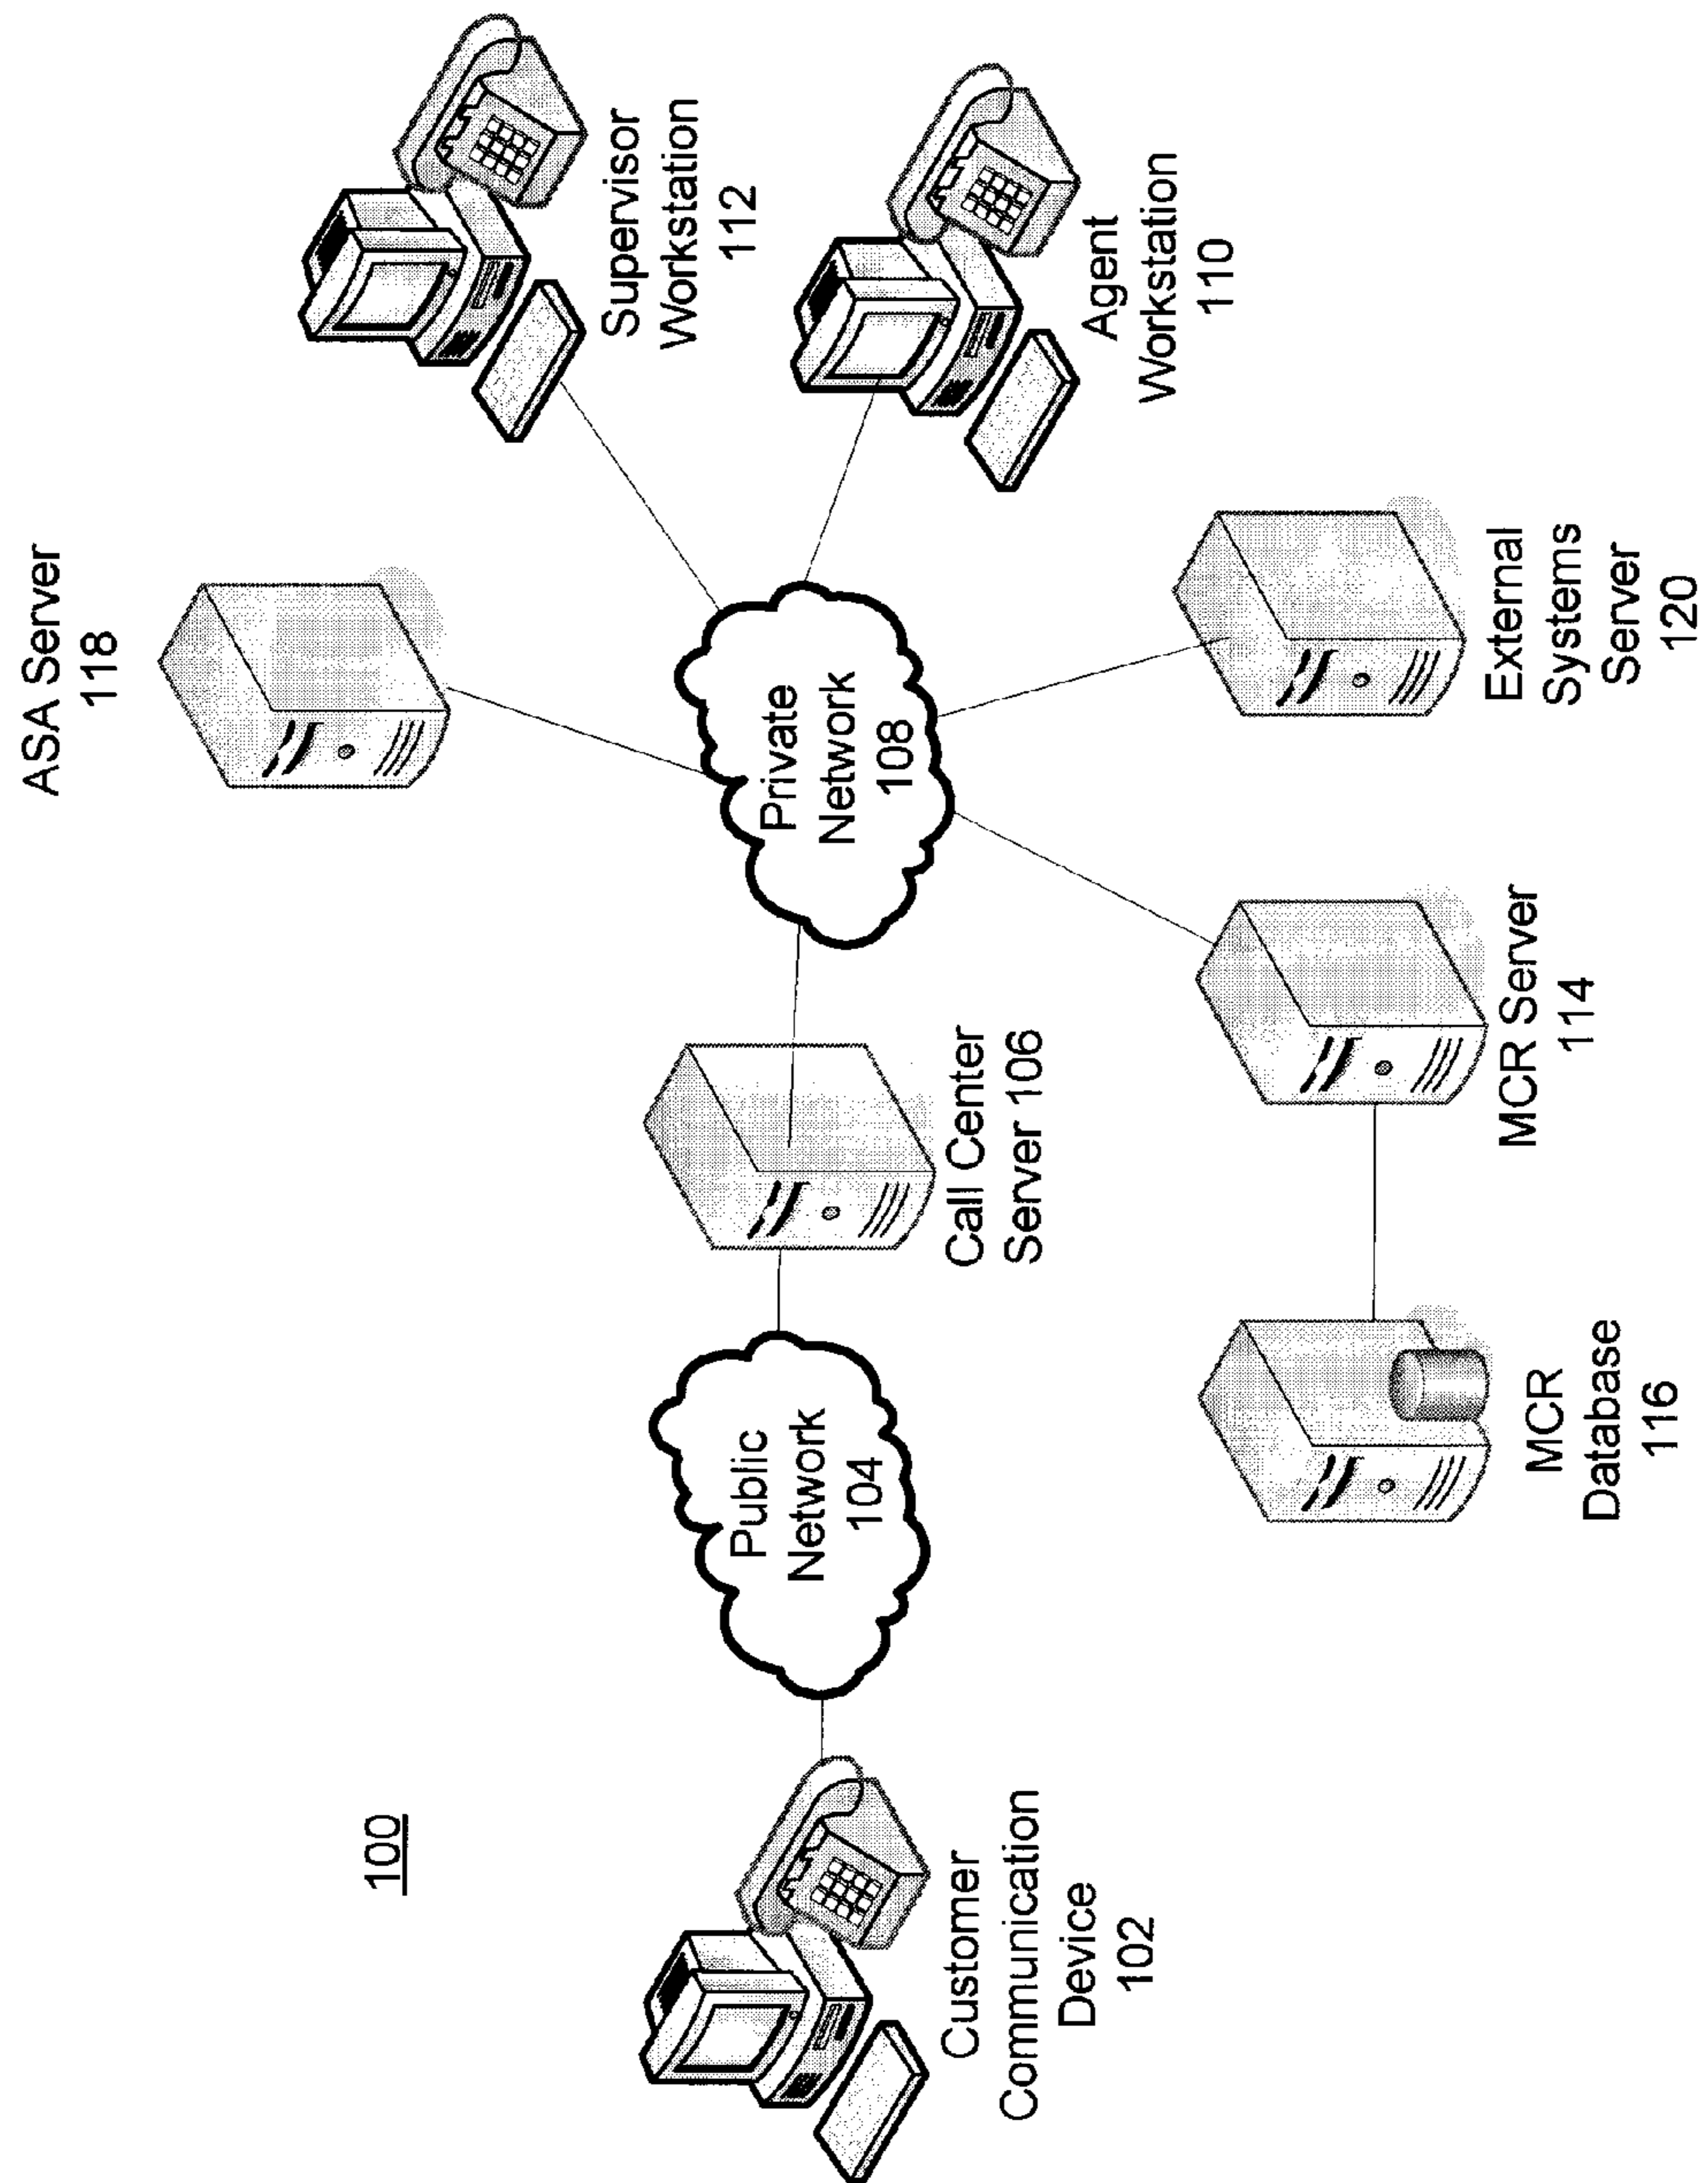 100
ASA Server
118
Supervisor
Workstation
112
Agent
Workstation
110
Private
Network
108
Public
Network
104
Call Center
Server 106
Customer
Communication
Device
102
MCR
Database
116
MCR Server
114
External
Systems
Server
120